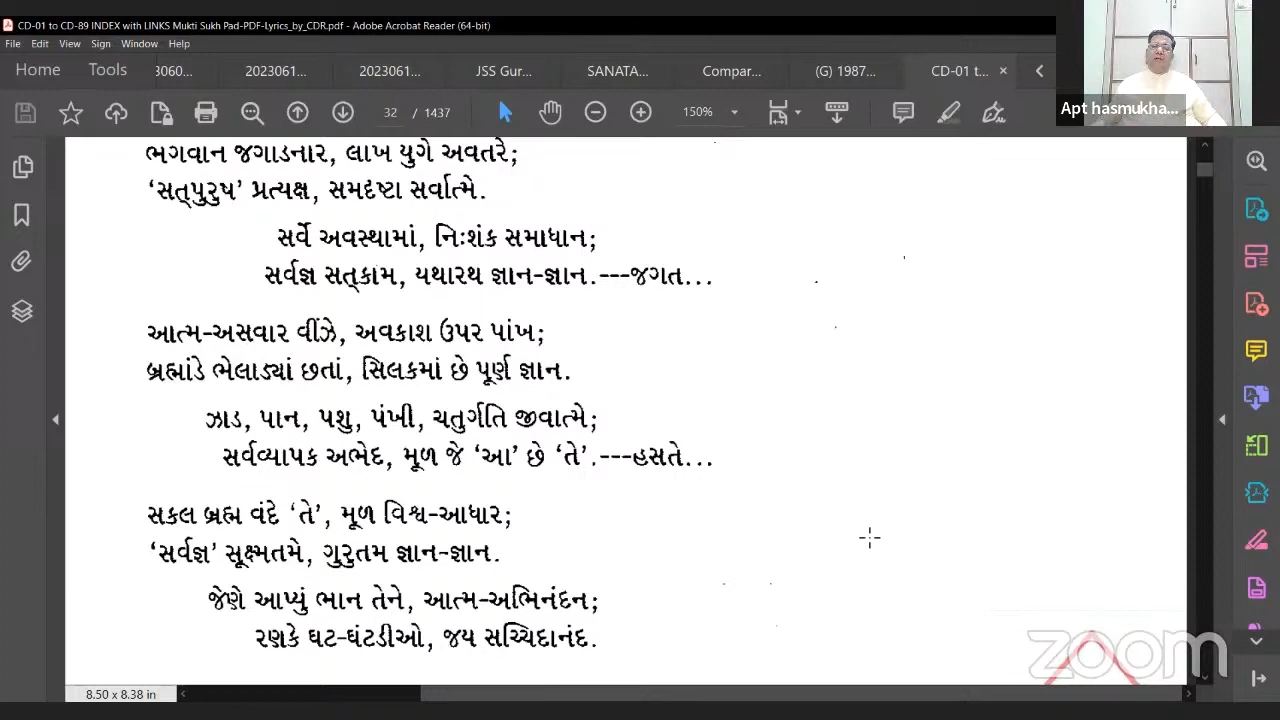 CD-01 to CD-89 INDEX with LINKS Mukti Sukh Pad-PDF-Lyrics_by_CDR.pdf - Adobe Acrobat Reader (64-bit)
File Edit View Sign Window Help
Home Tools 3060... 2023061... 2023061... JSS Gur... SANATA... Compar... (G) 1987... CD-01 t... ×
32 / 1437 150%
Apt hasmukha...
ભગવાન જગાડનાર, લાખ યુગે અવતરે;
‘સત્‌પુરુષ’ પ્રત્યક્ષ, સમદષ્ટા સર્વાત્મે.
સર્વે અવસ્થામાં, નિઃશંક સમાધાન;
સર્વજ્ઞ સત્‌કામ, યથારથ જ્ઞાન-જ્ઞાન.---જગત...
આત્મ-અસવાર વીંઝે, અવકાશ ઉપર પાંખ;
બ્રહ્માંડે ભેલાડ્યાં છતાં, સિલકમાં છે પૂર્ણ જ્ઞાન.
ઝાડ, પાન, પશુ, પંખી, ચતુર્ગતિ જીવાત્મે;
સર્વવ્યાપક અભેદ, મૂળ જે ‘આ’ છે ‘તે’.---હસતે...
સકલ બ્રહ્મ વંદે ‘તે’, મૂળ વિશ્વ-આધાર;
‘સર્વજ્ઞ’ સૂક્ષ્મતમે, ગુરુતમ જ્ઞાન-જ્ઞાન.
જેણે આપ્યું ભાન તેને, આત્મ-અભિનંદન;
રણકે ઘટ-ઘંટડીઓ, જય સચ્ચિદાનંદ.
zoom
8.50 x 8.38 in